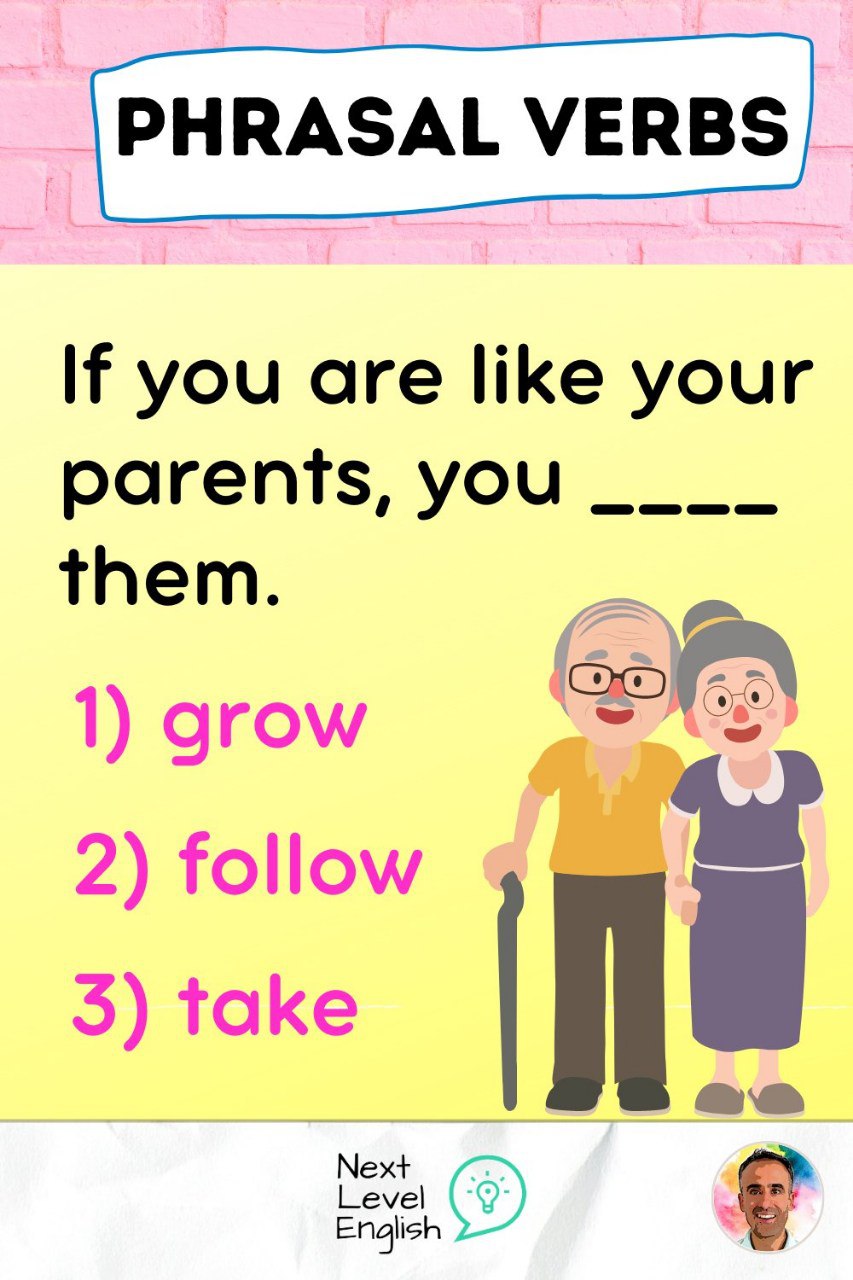 PHRASAL VERBS
If you are like your
parents, you ____
them.
1) grow
2) follow
3) take
Next
Level
English